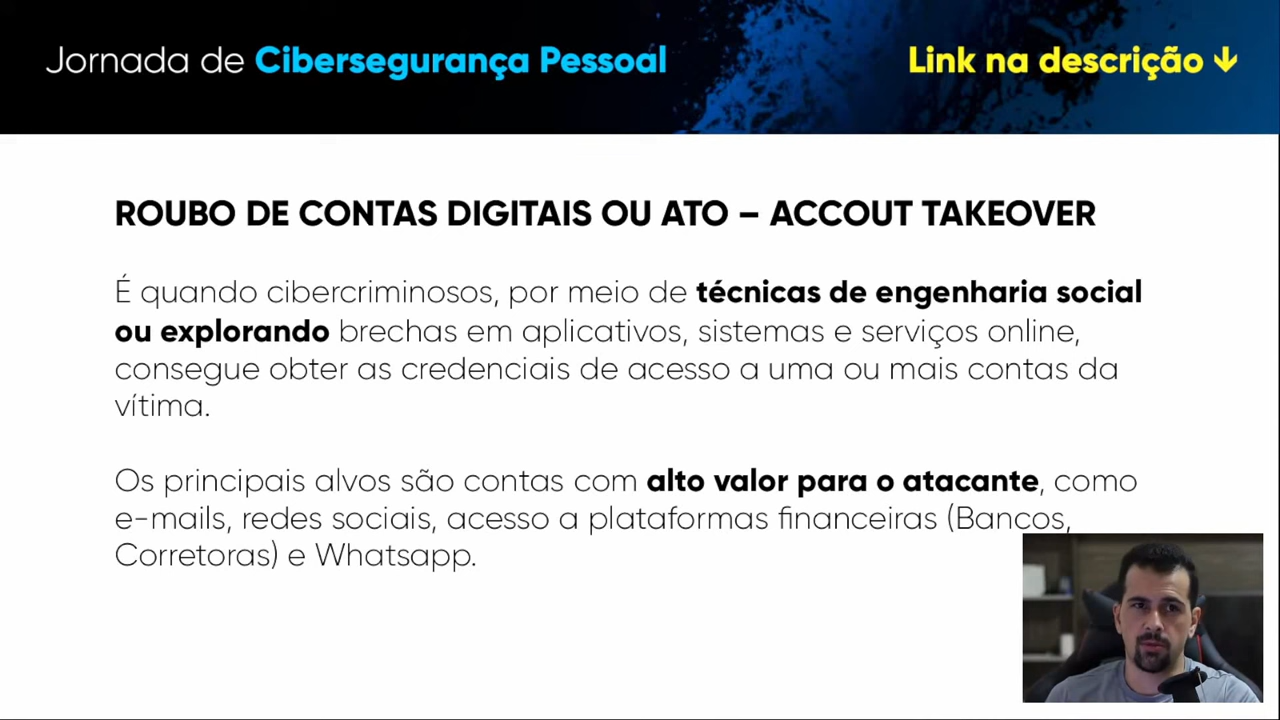 Jornada de Cibersegurança Pessoal
Link na descrição ↓
ROUBO DE CONTAS DIGITAIS OU ATO – ACCOUT TAKEOVER
É quando cibercriminosos, por meio de técnicas de engenharia social
ou explorando brechas em aplicativos, sistemas e serviços online,
consegue obter as credenciais de acesso a uma ou mais contas da
vítima.
Os principais alvos são contas com alto valor para o atacante, como
e-mails, redes sociais, acesso a plataformas financeiras (Bancos,
Corretoras) e Whatsapp.